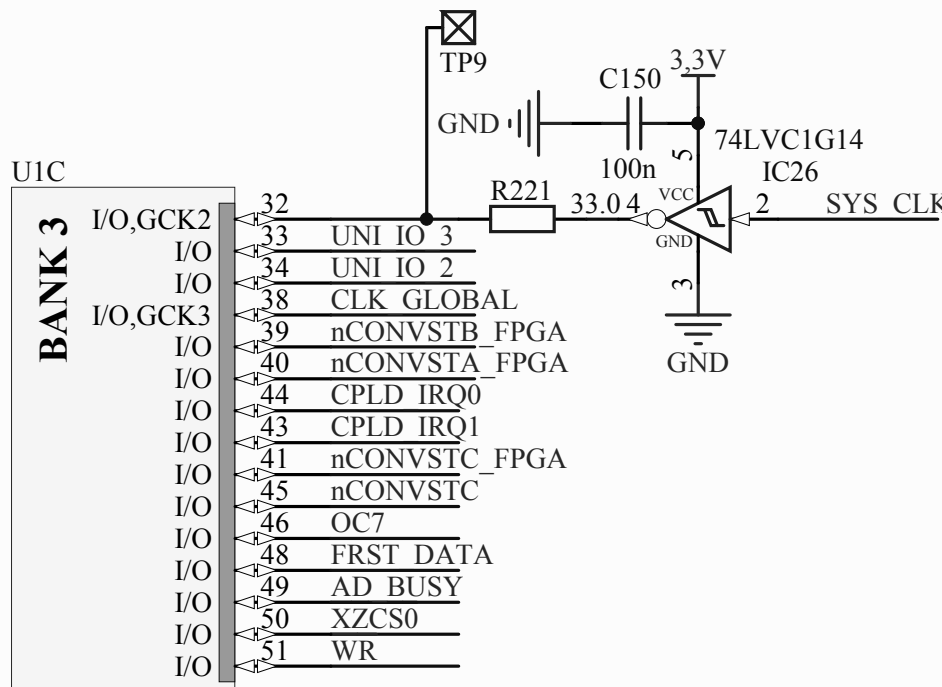 TP9
3,3V
C150
GND
100n
5
74LVC1G14
IC26
U1C
BANK 3
I/O,GCK2 32
R221 33.0 4
VCC
GND
2 SYS_CLK
3
GND
I/O 33 UNI_IO_3
I/O 34 UNI_IO_2
I/O,GCK3 38 CLK_GLOBAL
I/O 39 nCONVSTB_FPGA
I/O 40 nCONVSTA_FPGA
I/O 44 CPLD_IRQ0
I/O 43 CPLD_IRQ1
I/O 41 nCONVSTC_FPGA
I/O 45 nCONVSTC
I/O 46 OC7
I/O 48 FRST_DATA
I/O 49 AD_BUSY
I/O 50 XZCS0
I/O 51 WR